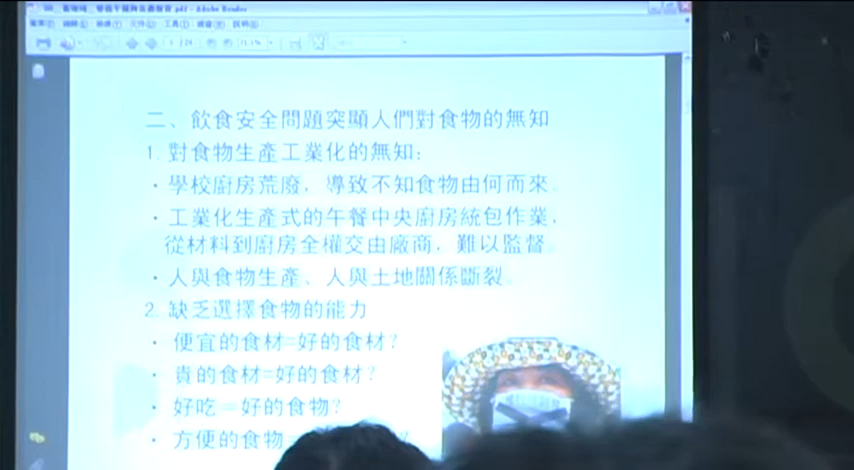 二、飲食安全問題突顯人們對食物的無知
1. 對食物生產工業化的無知：
・學校廚房荒廢，導致不知食物由何而來。
・工業化生產式的午餐中央廚房統包作業，
從材料到廚房全權交由廠商，難以監督。
・人與食物生產、人與土地關係斷裂。
2. 缺乏選擇食物的能力
・便宜的食材=好的食材？
・貴的食材=好的食材？
・好吃=好的食物？
・方便的食物